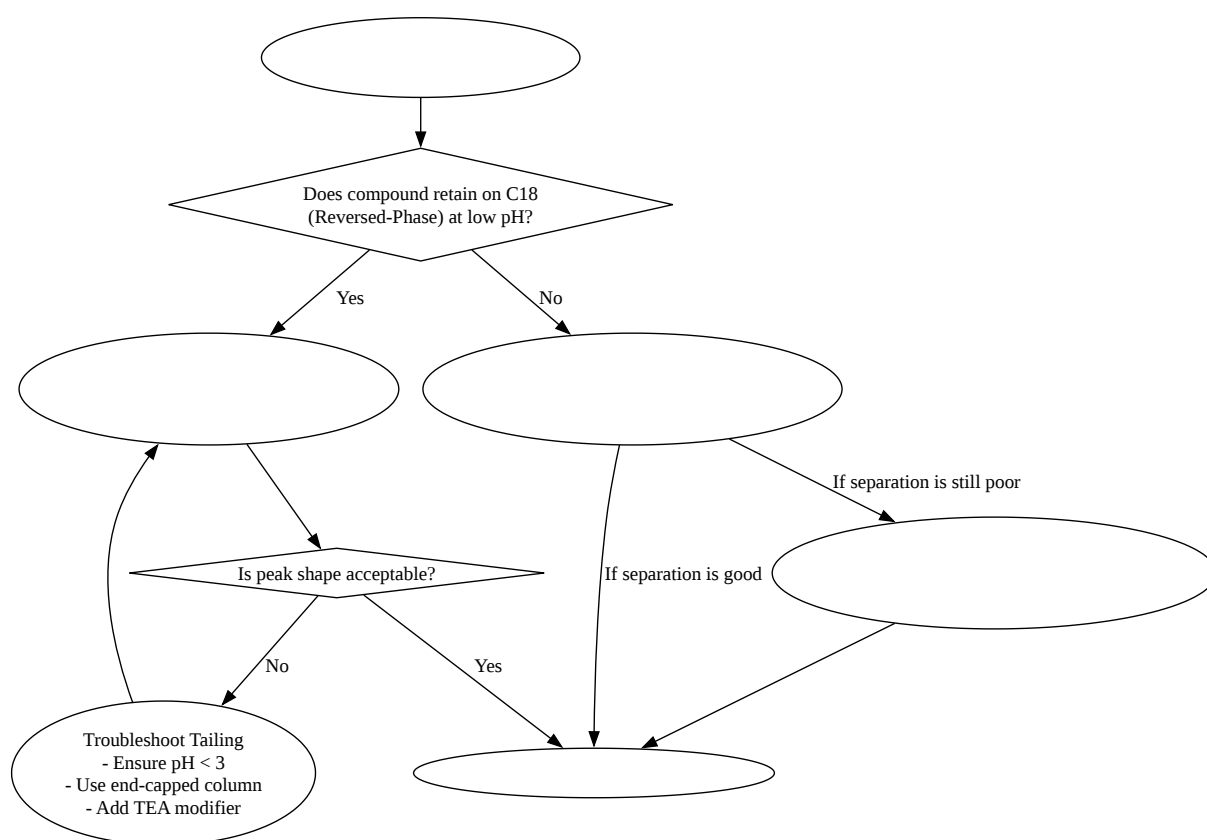 Does compound retain on C18
(Reversed-Phase) at low pH?
Yes
No
If separation is still poor
Is peak shape acceptable?
If separation is good
No
Yes
Troubleshoot Tailing
- Ensure pH < 3
- Use end-capped column
- Add TEA modifier